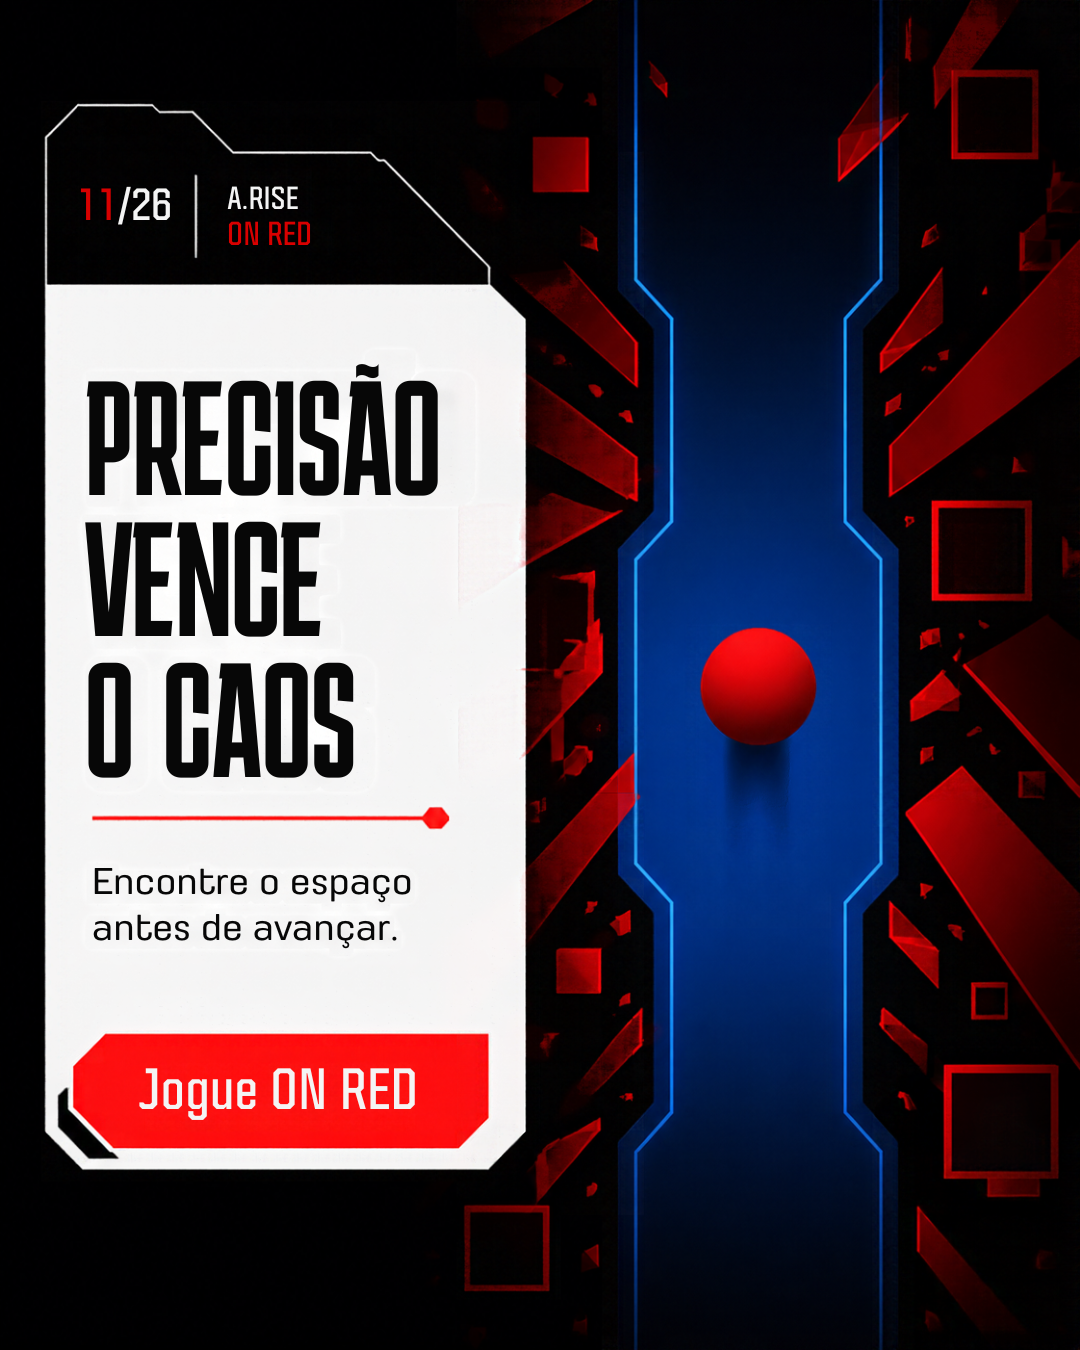 11/26
A.RISE
ON RED
PRECISÃO
VENCE
O CAOS
Encontre o espaço
antes de avançar.
Jogue ON RED